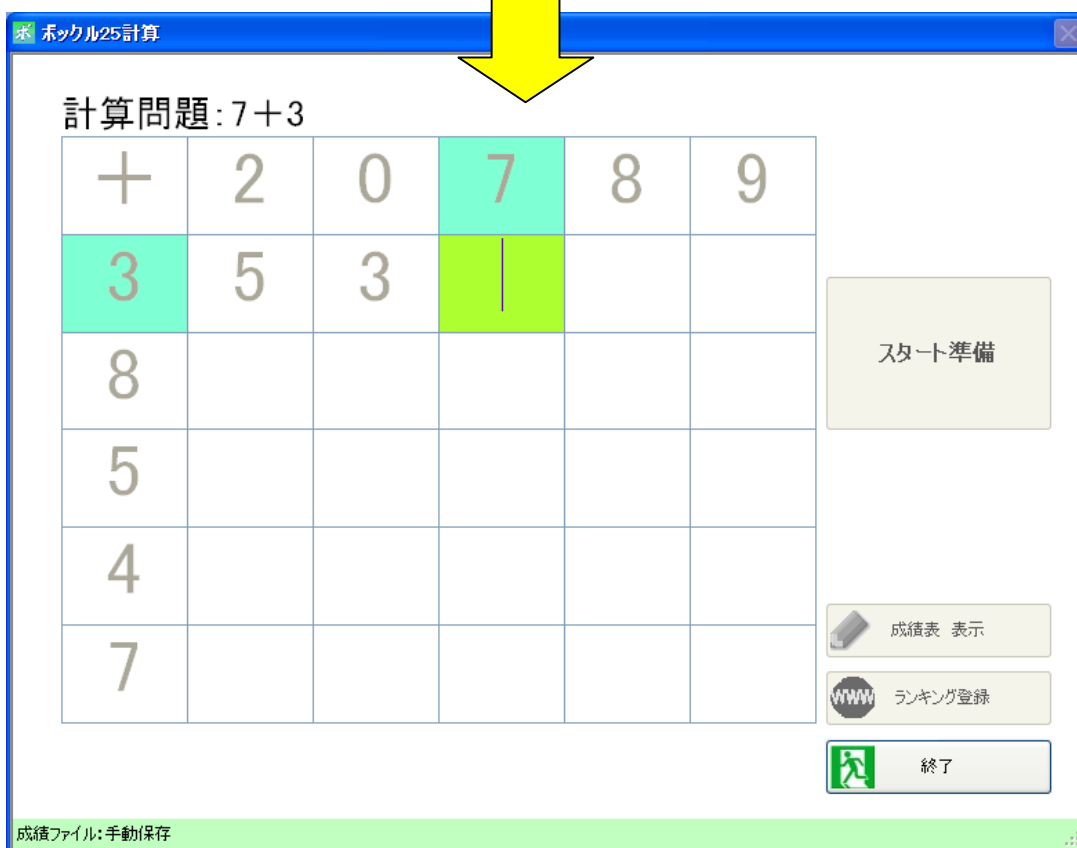 ボックル25計算
計算問題:7＋3
＋ 2 0 7 8 9
3 5 3
8
5
4
7
スタート準備
成績表 表示
WWW ランキング登録
終了
成績ファイル:手動保存